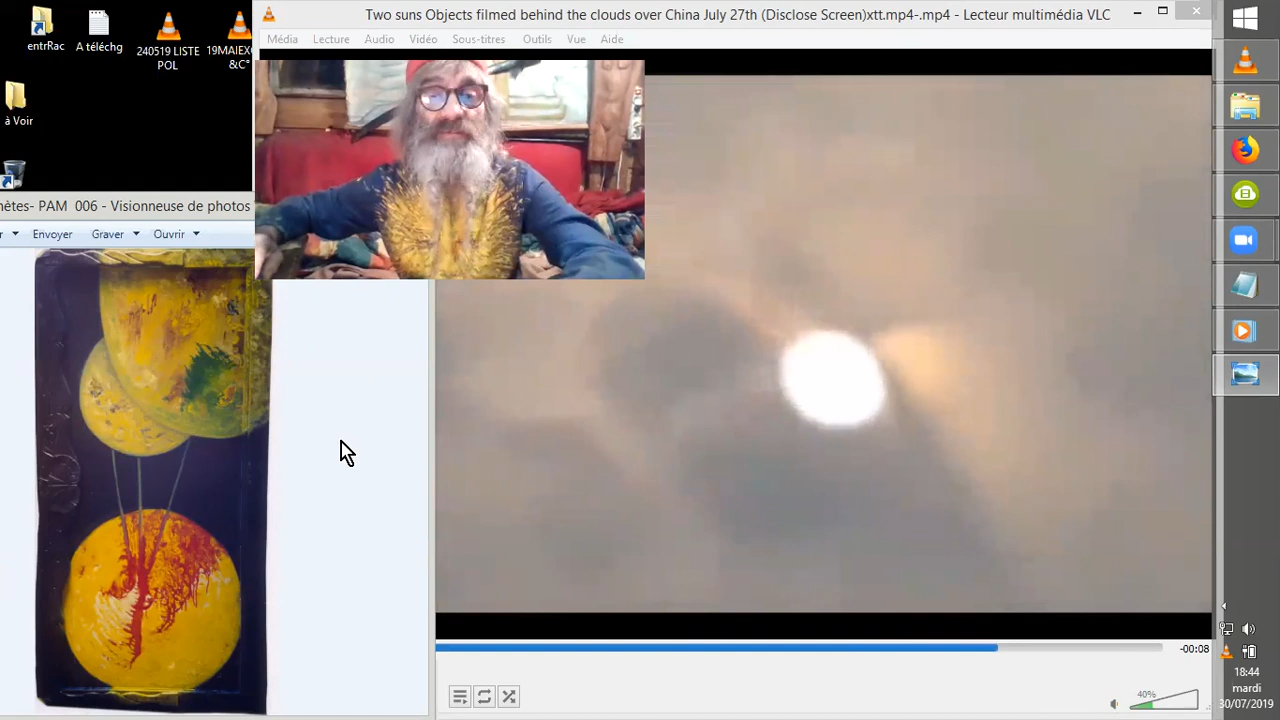 entrRac
A téléchg
240519 LISTE
POL
19MAIEXC
&C°
à Voir
Two suns Objects filmed behind the clouds over China July 27th (Disclose Screen)xtt.mp4-.mp4 - Lecteur multimédia VLC
Média Lecture Audio Vidéo Sous-titres Outils Vue Aide
ètes- PAM 006 - Visionneuse de photos
r Envoyer Graver Ouvrir
-00:08
40%
18:44
mardi
30/07/2019